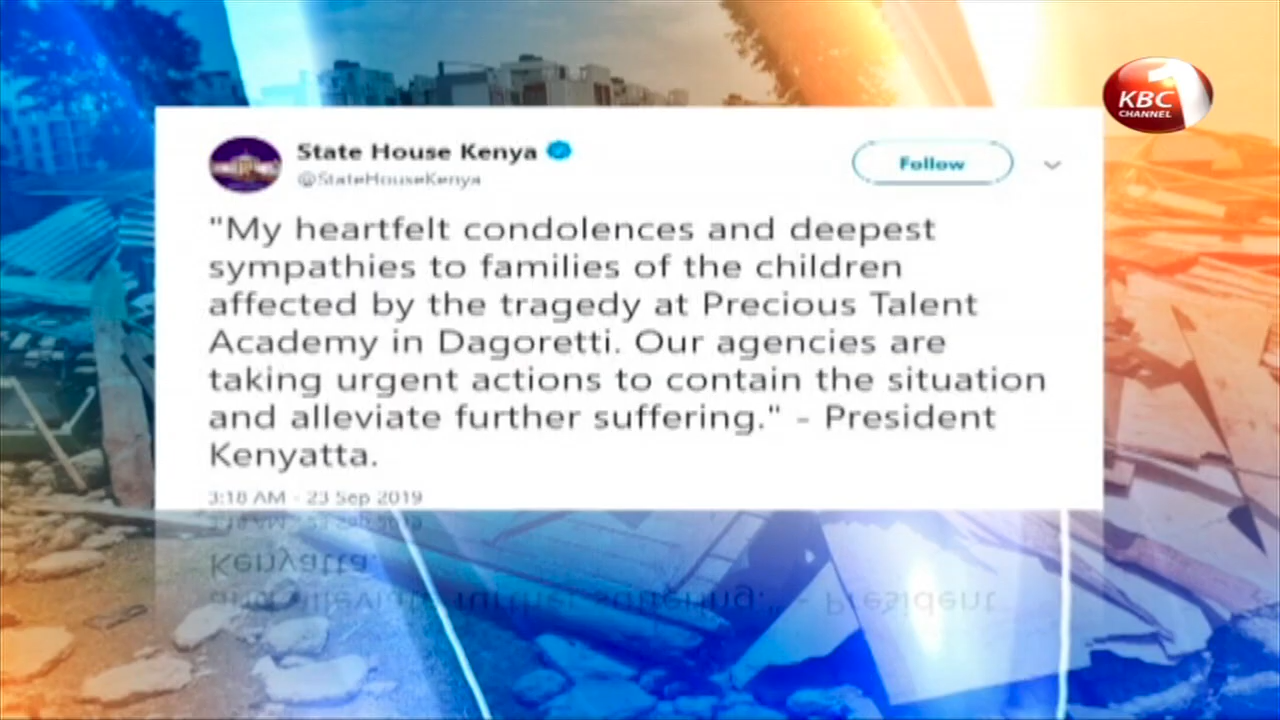 1
KBC
CHANNEL
State House Kenya
@StateHouseKenya
Follow
"My heartfelt condolences and deepest
sympathies to families of the children
affected by the tragedy at Precious Talent
Academy in Dagoretti. Our agencies are
taking urgent actions to contain the situation
and alleviate further suffering." - President
Kenyatta.
3:18 AM - 23 Sep 2019